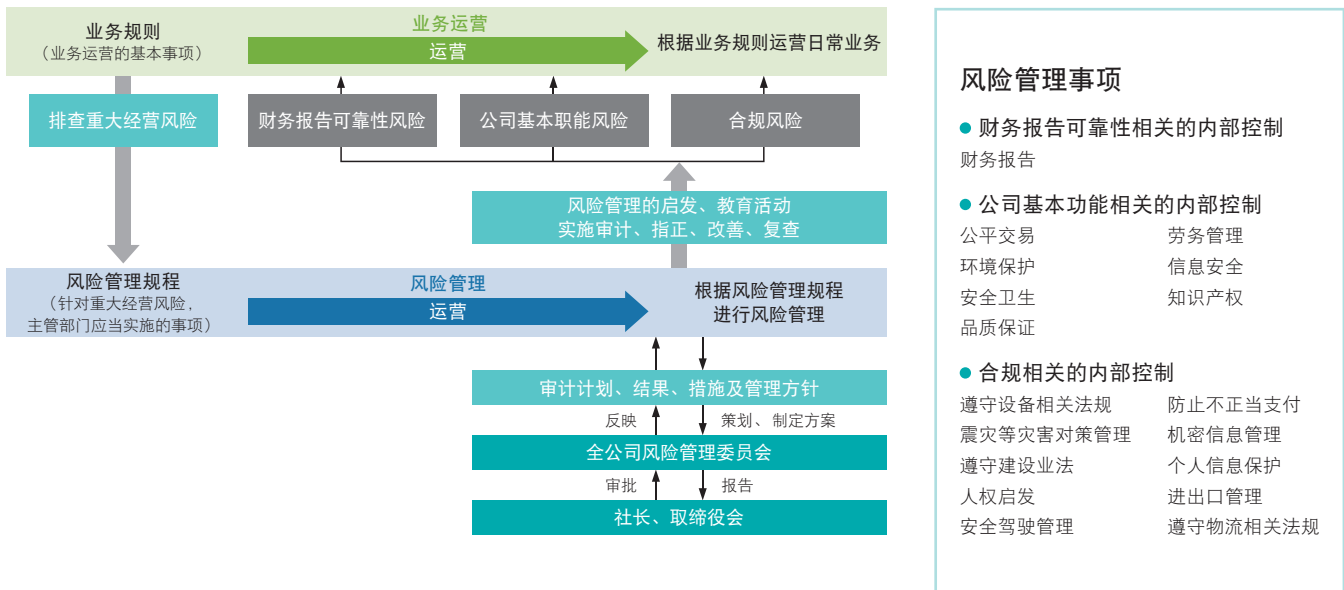 业务规则
（业务运营的基本事项）
业务运营
运营
根据业务规则运营日常业务
排查重大经营风险
财务报告可靠性风险
公司基本职能风险
合规风险
风险管理的启发、教育活动
实施审计、指正、改善、复查
风险管理规程
（针对重大经营风险，
主管部门应当实施的事项）
风险管理
运营
根据风险管理规程
进行风险管理
审计计划、结果、措施及管理方针
反映
策划、制定方案
全公司风险管理委员会
审批
报告
社长、取缔役会
风险管理事项
● 财务报告可靠性相关的内部控制
财务报告
● 公司基本功能相关的内部控制
公平交易
劳务管理
环境保护
信息安全
安全卫生
知识产权
品质保证
● 合规相关的内部控制
遵守设备相关法规
防止不正当支付
震灾等灾害对策管理
机密信息管理
遵守建设业法
个人信息保护
人权启发
进出口管理
安全驾驶管理
遵守物流相关法规